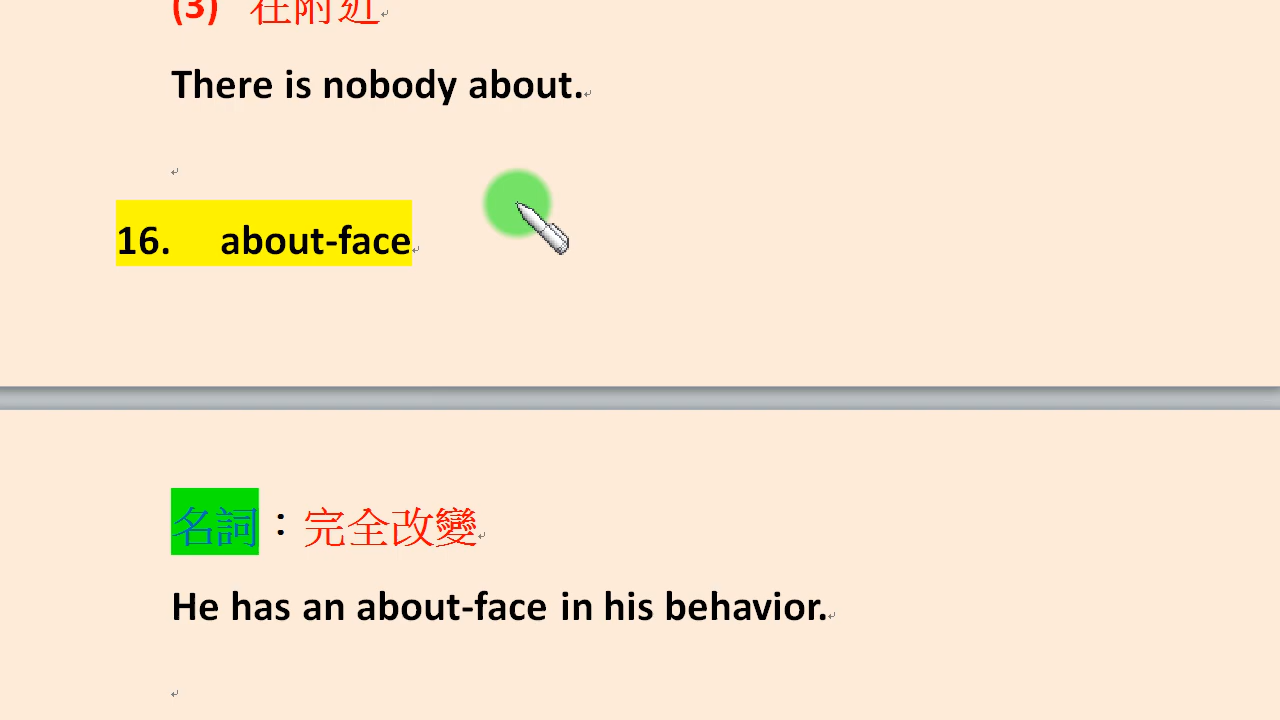 (3) 在附近
There is nobody about.
16. about-face
名詞：完全改變
He has an about-face in his behavior.